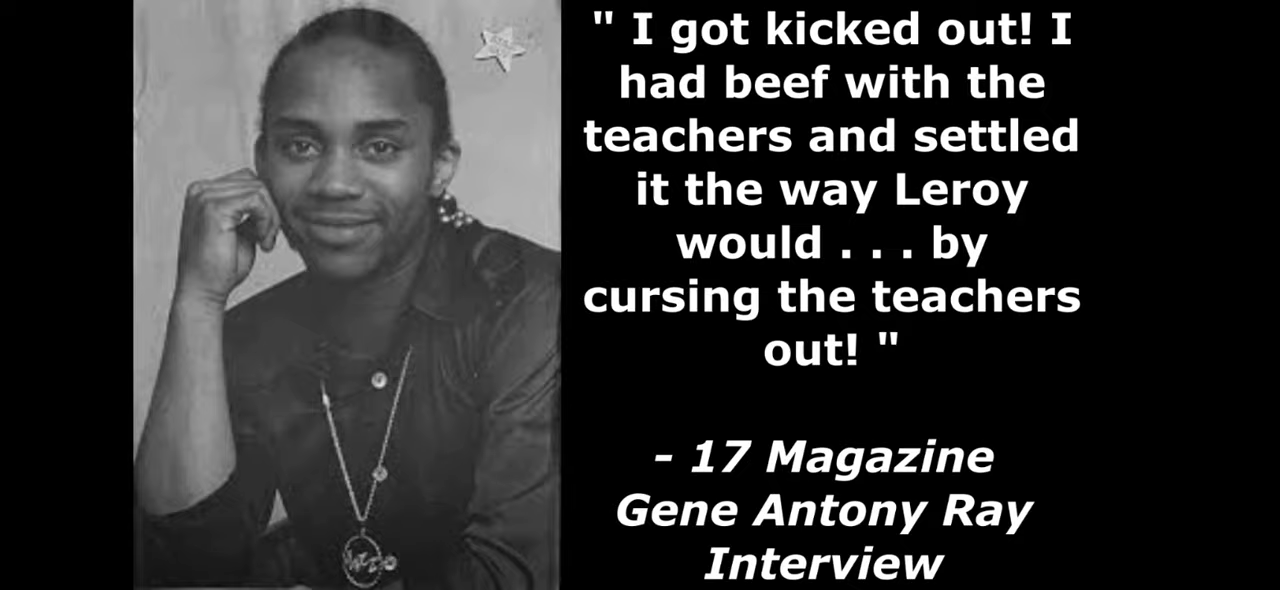 " I got kicked out! I
had beef with the
teachers and settled
it the way Leroy
would . . . by
cursing the teachers
out! "
- 17 Magazine
Gene Antony Ray
Interview